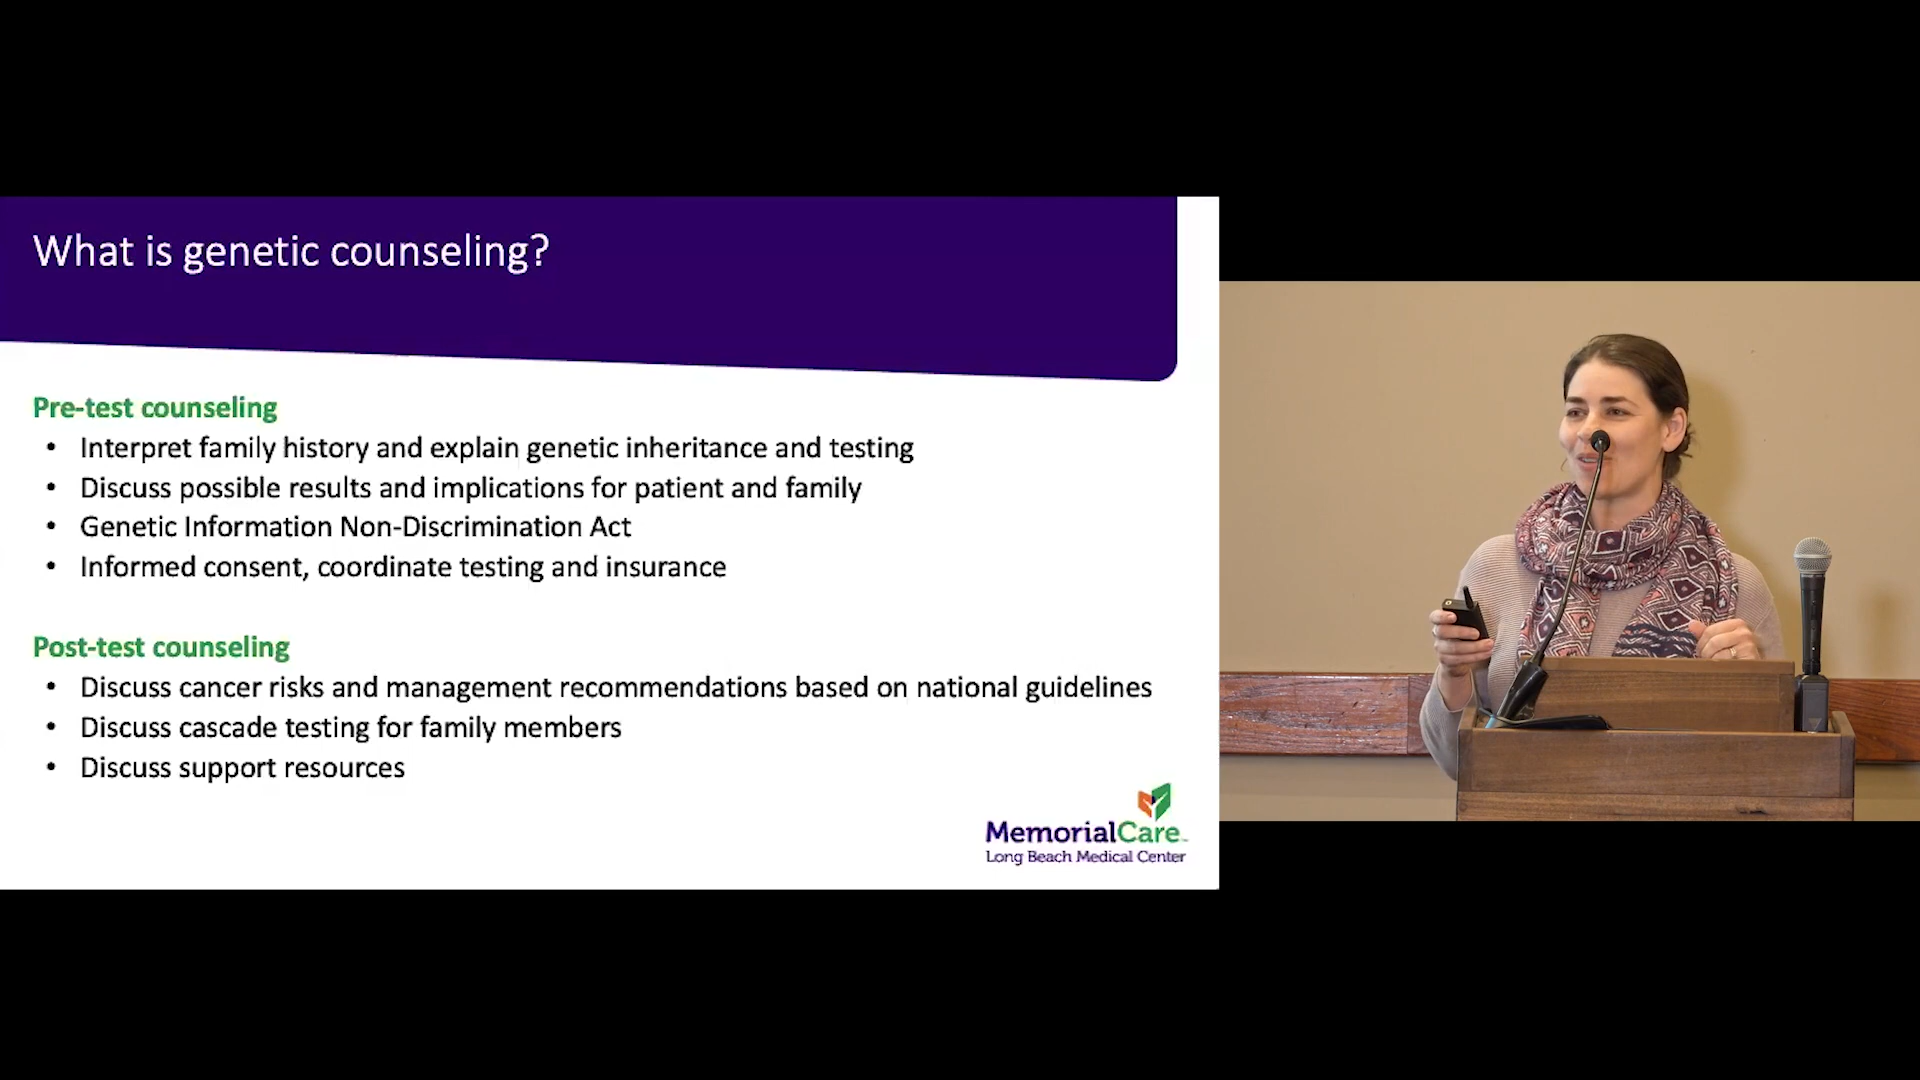 What is genetic counseling?
Pre-test counseling
• Interpret family history and explain genetic inheritance and testing
• Discuss possible results and implications for patient and family
• Genetic Information Non-Discrimination Act
• Informed consent, coordinate testing and insurance
Post-test counseling
• Discuss cancer risks and management recommendations based on national guidelines
• Discuss cascade testing for family members
• Discuss support resources
MemorialCare
Long Beach Medical Center